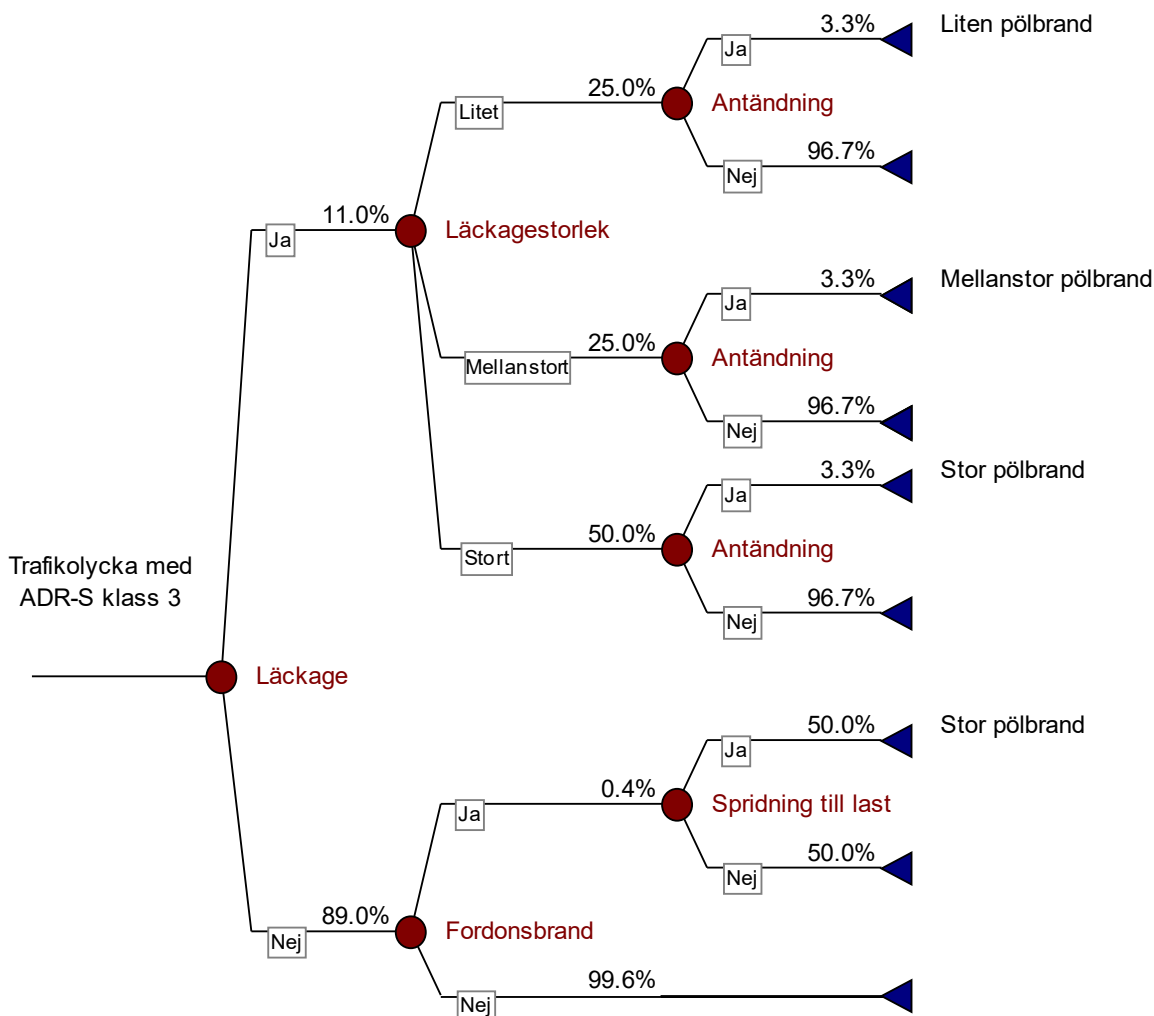 3.3%
Liten pölbrand
Ja
25.0%
Litet
Antändning
96.7%
Nej
11.0%
Ja
Läckagestorlek
3.3%
Mellanstor pölbrand
Ja
25.0%
Mellanstort
Antändning
96.7%
Nej
3.3%
Stor pölbrand
Ja
50.0%
Stort
Antändning
96.7%
Nej
Trafikolycka med
ADR-S klass 3
Läckage
50.0%
Stor pölbrand
Ja
0.4%
Ja
Spridning till last
50.0%
Nej
89.0%
Nej
Fordonsbrand
99.6%
Nej